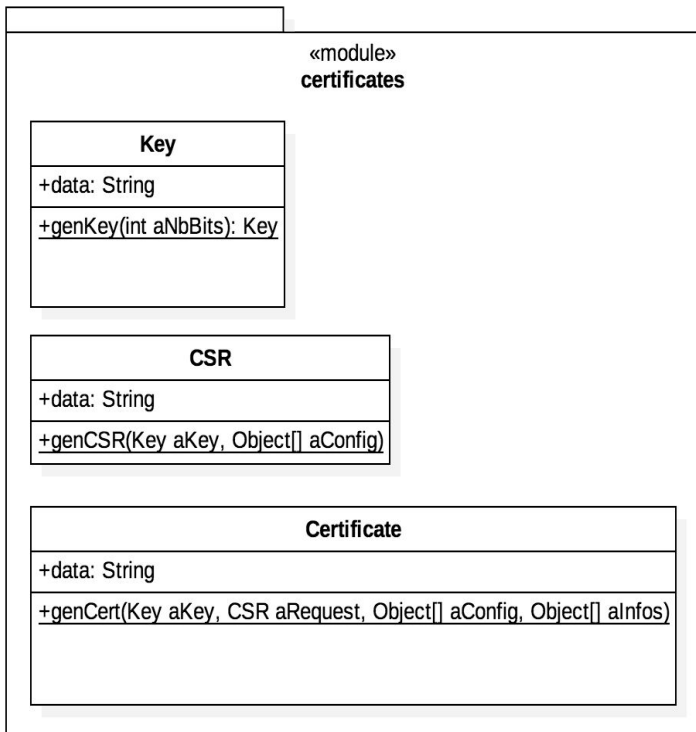 «module»
certificates
Key
+data: String
+genKey(int aNbBits): Key
CSR
+data: String
+genCSR(Key aKey, Object[] aConfig)
Certificate
+data: String
+genCert(Key aKey, CSR aRequest, Object[] aConfig, Object[] aInfos)